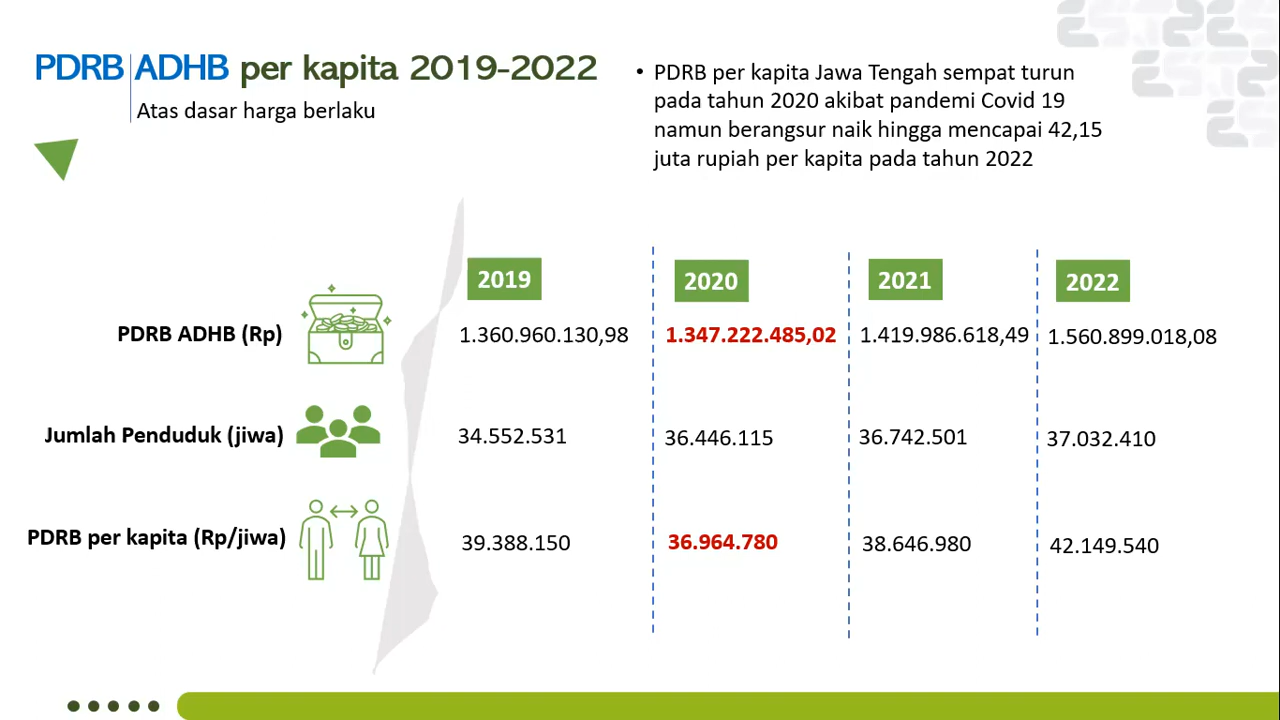 PDRB ADHB per kapita 2019-2022
Atas dasar harga berlaku
• PDRB per kapita Jawa Tengah sempat turun
pada tahun 2020 akibat pandemi Covid 19
namun berangsur naik hingga mencapai 42,15
juta rupiah per kapita pada tahun 2022
2019 2020 2021 2022
PDRB ADHB (Rp) 1.360.960.130,98 1.347.222.485,02 1.419.986.618,49 1.560.899.018,08
Jumlah Penduduk (jiwa) 34.552.531 36.446.115 36.742.501 37.032.410
PDRB per kapita (Rp/jiwa) 39.388.150 36.964.780 38.646.980 42.149.540